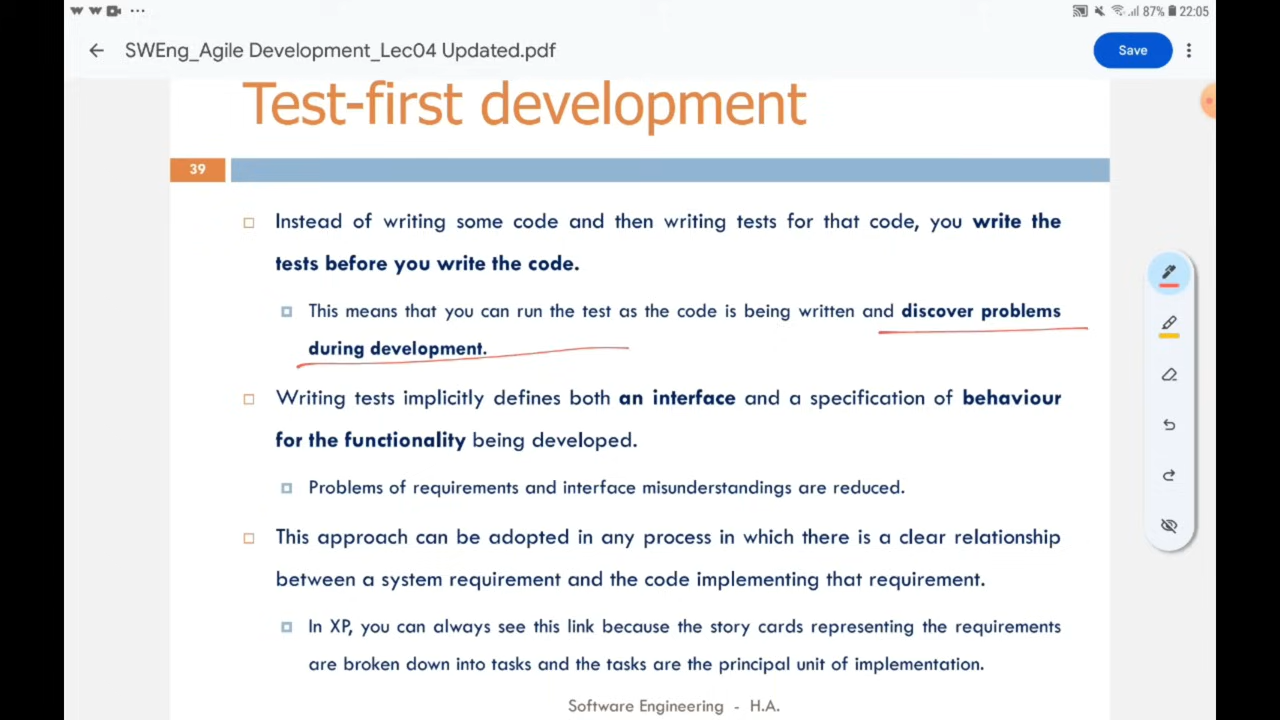 87% 22:05
SWEng_Agile Development_Lec04 Updated.pdf
Save
Test-first development
39
Instead of writing some code and then writing tests for that code, you write the
tests before you write the code.
This means that you can run the test as the code is being written and discover problems
during development.
Writing tests implicitly defines both an interface and a specification of behaviour
for the functionality being developed.
Problems of requirements and interface misunderstandings are reduced.
This approach can be adopted in any process in which there is a clear relationship
between a system requirement and the code implementing that requirement.
In XP, you can always see this link because the story cards representing the requirements
are broken down into tasks and the tasks are the principal unit of implementation.
Software Engineering - H.A.